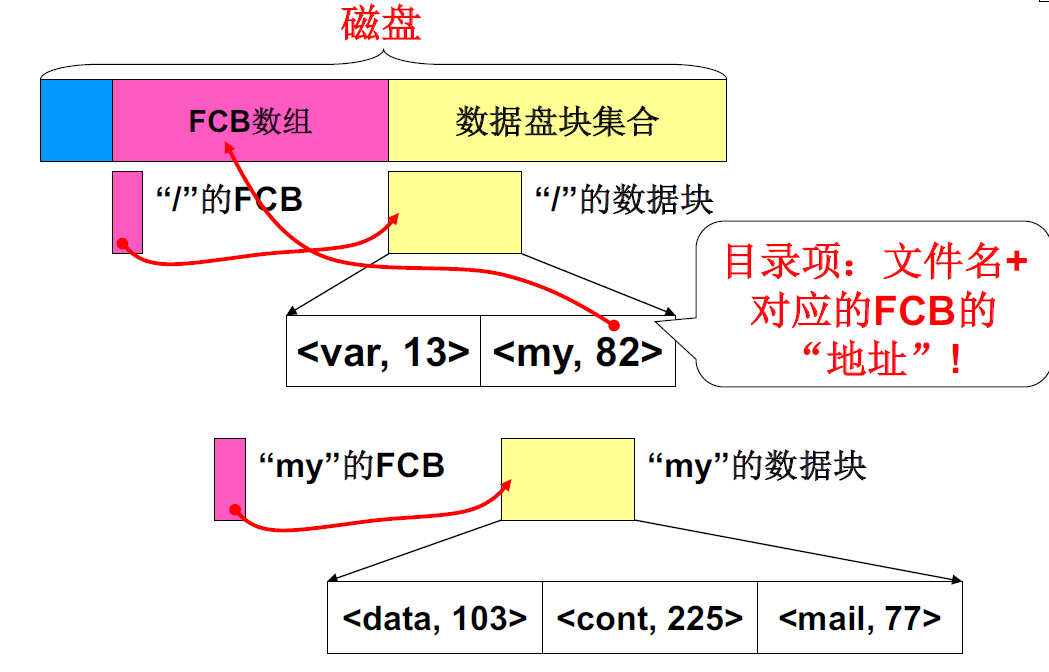 磁盘
FCB数组
数据盘块集合
“/”的FCB
“/”的数据块
目录项：文件名+
对应的FCB的
“地址”！
<var, 13>
<my, 82>
“my”的FCB
“my”的数据块
<data, 103>
<cont, 225>
<mail, 77>